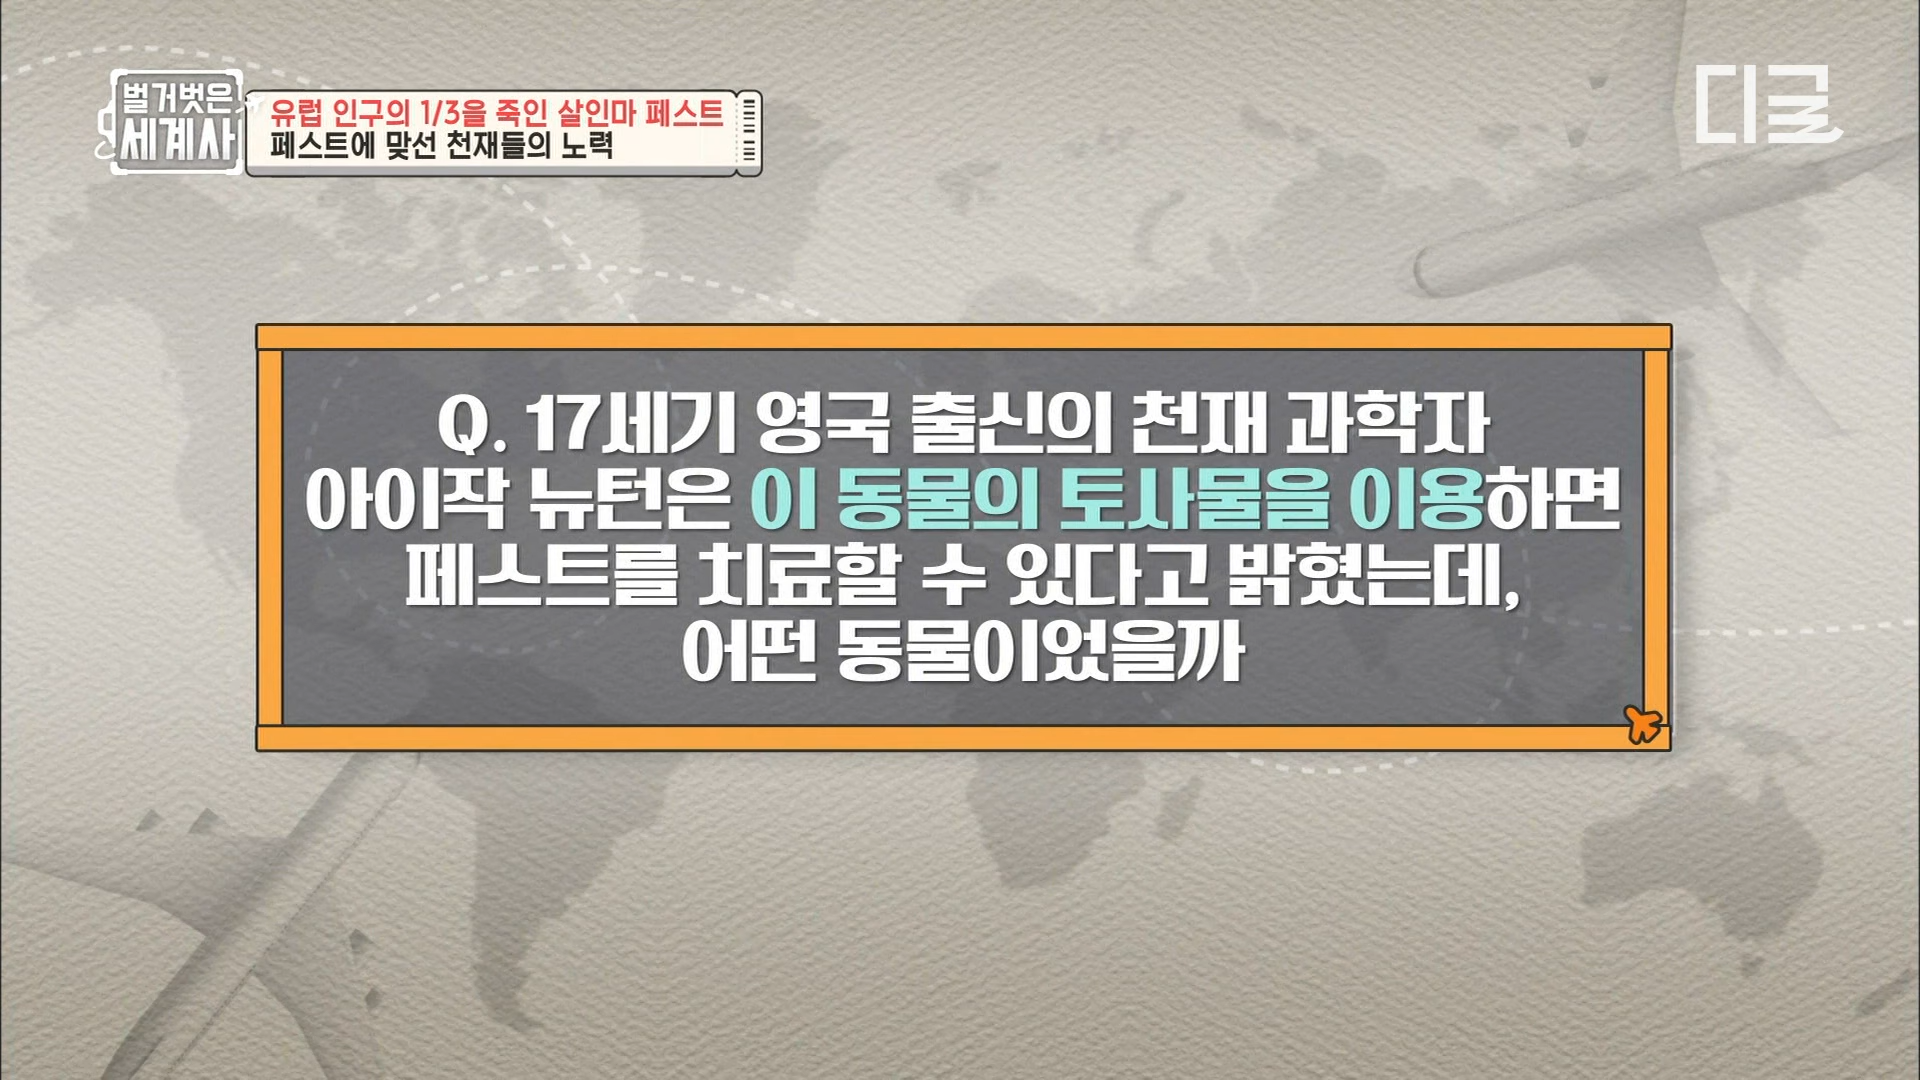 벌거벗은
세계사
유럽 인구의 1/3을 죽인 살인마 페스트
페스트에 맞선 천재들의 노력
디글
Q. 17세기 영국 출신의 천재 과학자
아이작 뉴턴은 이 동물의 토사물을 이용하면
페스트를 치료할 수 있다고 밝혔는데,
어떤 동물이었을까